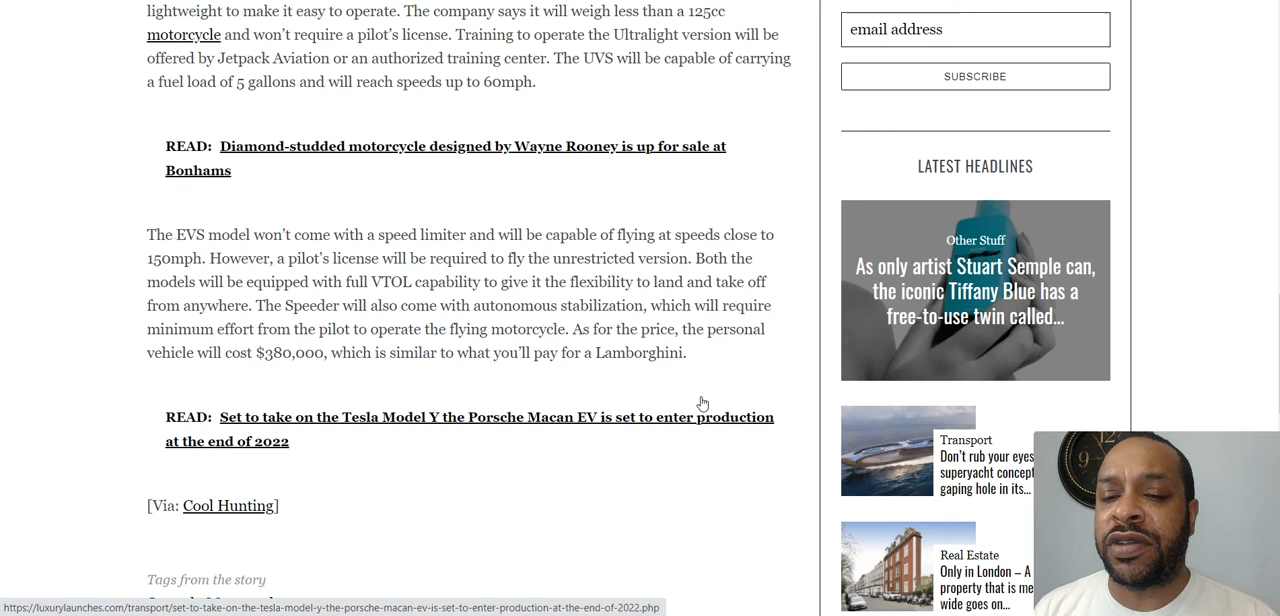 lightweight to make it easy to operate. The company says it will weigh less than a 125cc
motorcycle and won’t require a pilot’s license. Training to operate the Ultralight version will be
offered by Jetpack Aviation or an authorized training center. The UVS will be capable of carrying
a fuel load of 5 gallons and will reach speeds up to 60mph.
READ: Diamond-studded motorcycle designed by Wayne Rooney is up for sale at
Bonhams
The EVS model won’t come with a speed limiter and will be capable of flying at speeds close to
150mph. However, a pilot’s license will be required to fly the unrestricted version. Both the
models will be equipped with full VTOL capability to give it the flexibility to land and take off
from anywhere. The Speeder will also come with autonomous stabilization, which will require
minimum effort from the pilot to operate the flying motorcycle. As for the price, the personal
vehicle will cost $380,000, which is similar to what you’ll pay for a Lamborghini.
READ: Set to take on the Tesla Model Y the Porsche Macan EV is set to enter production
at the end of 2022
[Via: Cool Hunting]
Tags from the story
https://luxurylaunches.com/transport/set-to-take-on-the-tesla-model-y-the-porsche-macan-ev-is-set-to-enter-production-at-the-end-of-2022.php
email address
SUBSCRIBE
LATEST HEADLINES
Other Stuff
As only artist Stuart Semple can,
the iconic Tiffany Blue has a
free-to-use twin called...
Transport
Don’t rub your eyes
superyacht concept
gaping hole in its...
Real Estate
Only in London – A
property that is me
wide goes on...